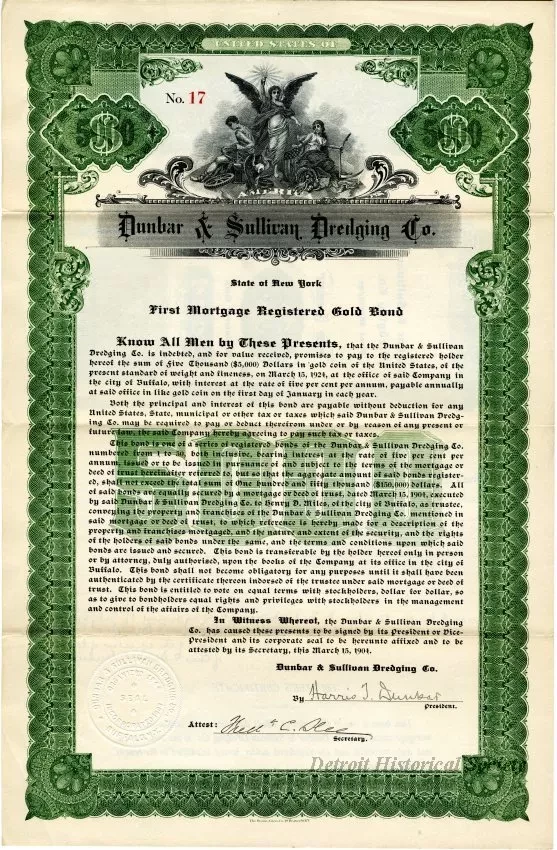 UNITED STATES OF
No. 17
5000
5000
AMERICA
Dunbar & Sullivan Dredging Co.
State of New York
First Mortgage Registered Gold Bond
Know All Men by These Presents, that the Dunbar & Sullivan
Dredging Co. is indebted, and for value received, promises to pay to the registered holder
hereof the sum of Five Thousand ($5,000) Dollars in gold coin of the United States, of the
present standard of weight and fineness, on March 15, 1924, at the office of said Company in
the city of Buffalo, with interest at the rate of five per cent per annum, payable annually
at said office in like gold coin on the first day of January in each year.
Both the principal and interest of this bond are payable without deduction for any
United States, State, municipal or other tax or taxes which said Dunbar & Sullivan Dredg-
ing Co. may be required to pay or deduct therefrom under or by reason of any present or
future law, the said Company hereby agreeing to pay such tax or taxes.
This bond is one of a series of registered bonds of the Dunbar & Sullivan Dredging Co.
numbered from 1 to 30, both inclusive, bearing interest at the rate of five per cent per
annum, issued or to be issued in pursuance of and subject to the terms of the mortgage or
deed of trust hereinafter referred to, but so that the aggregate amount of said bonds register-
ed, shall not exceed the total sum of One hundred and fifty thousand ($150,000) dollars. All
of said bonds are equally secured by a mortgage or deed of trust, dated March 15, 1904, executed
by said Dunbar & Sullivan Dredging Co. to Henry D. Miles, of the city of Buffalo, as trustee,
conveying the property and franchises of the Dunbar & Sullivan Dredging Co. mentioned in
said mortgage or deed of trust, to which reference is hereby made for a description of the
property and franchises mortgaged, and the nature and extent of the security, and the rights
of the holders of said bonds under the same, and the terms and conditions upon which said
bonds are issued and secured. This bond is transferable by the holder hereof only in person
or by attorney, duly authorised, upon the books of the Company at its office in the city of
Buffalo. This bond shall not become obligatory for any purposes until it shall have been
authenticated by the certificate thereon indorsed of the trustee under said mortgage or deed of
trust. This bond is entitled to vote on equal terms with stockholders, dollar for dollar, so
as to give to bondholders equal rights and privileges with stockholders in the management
and control of the affairs of the Company.
In Witness Whereof, the Dunbar & Sullivan Dredging
Co. has caused these presents to be signed by its President or Vice-
President and its corporate seal to be hereunto affixed and to be
attested by its Secretary, this March 15, 1904.
Dunbar & Sullivan Dredging Co.
By Harris T. Dunbar
President.
Attest:
Secretary.
Detroit Historical Society